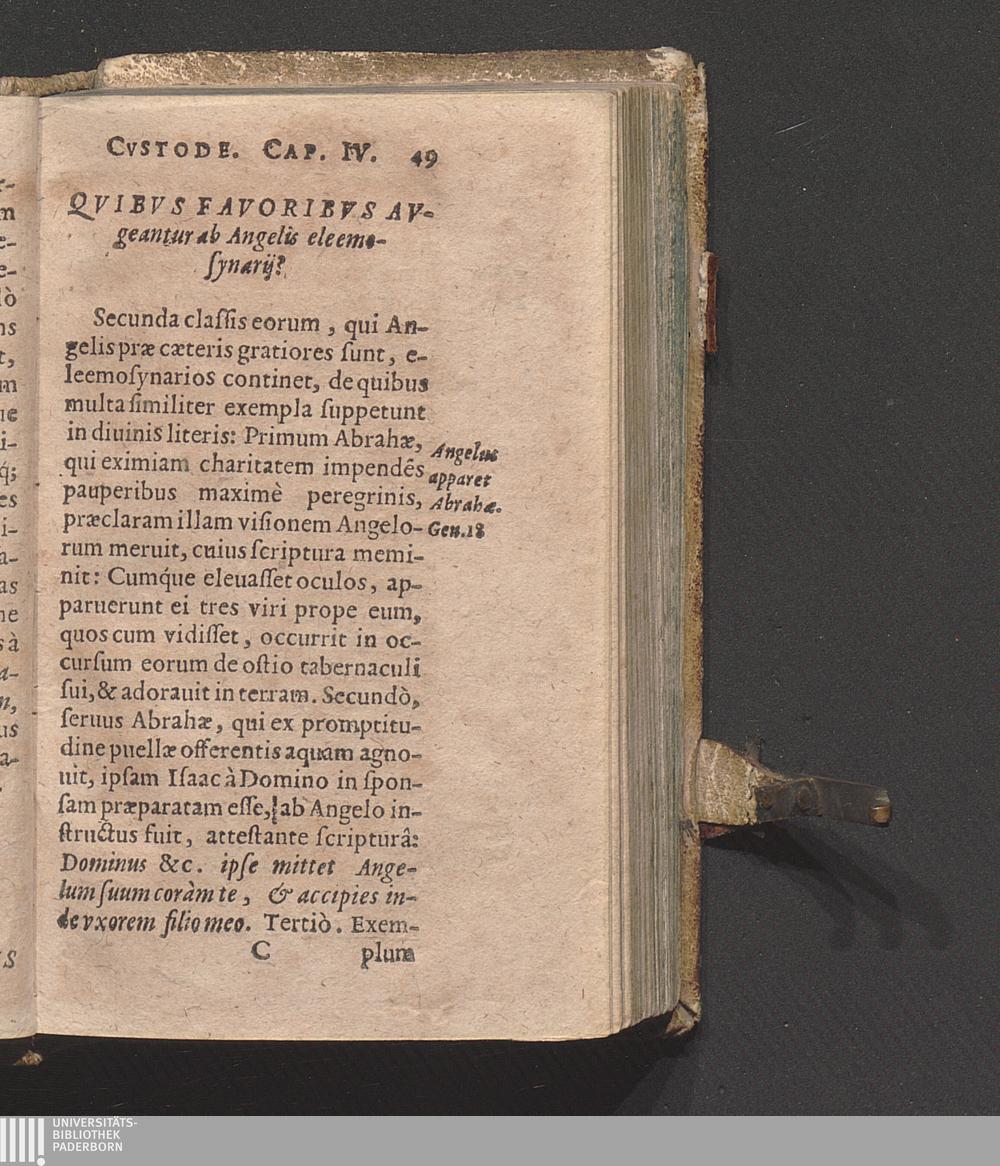 CVSTODE. CAP. IV. 49
QVIBVS FAVORIBVS AV-
geantur ab Angelis eleemo-
ſynarij?
Secunda claſſis eorum, qui An-
gelis præ cæteris gratiores ſunt, e-
leemoſynarios continet, de quibus
multa ſimiliter exempla ſuppetunt
in diuinis literis: Primum Abrahæ,
qui eximiam charitatem impendēs
pauperibus maximè peregrinis,
præclaram illam viſionem Angelo-
rum meruit, cuius ſcriptura memi-
nit: Cumq́ue eleuaſſet oculos, ap-
paruerunt ei tres viri prope eum,
quos cum vidiſſet, occurrit in oc-
curſum eorum de oſtio tabernaculi
ſui, & adorauit in terram. Secundò,
ſeruus Abrahæ, qui ex promptitu-
dine puellæ offerentis aquam agno-
uit, ipſam Iſaac à Domino in ſpon-
ſam præparatam eſſe, ab Angelo in-
ſtructus fuit, atteſtante ſcripturâ:
Dominus &c. ipſe mittet Ange-
lum ſuum coràm te, & accipies in-
de vxorem filio meo. Tertiò. Exem-
C plum
Angelus
apparet
Abrahæ.
Gen. 18
UNIVERSITÄTS-
BIBLIOTHEK
PADERBORN